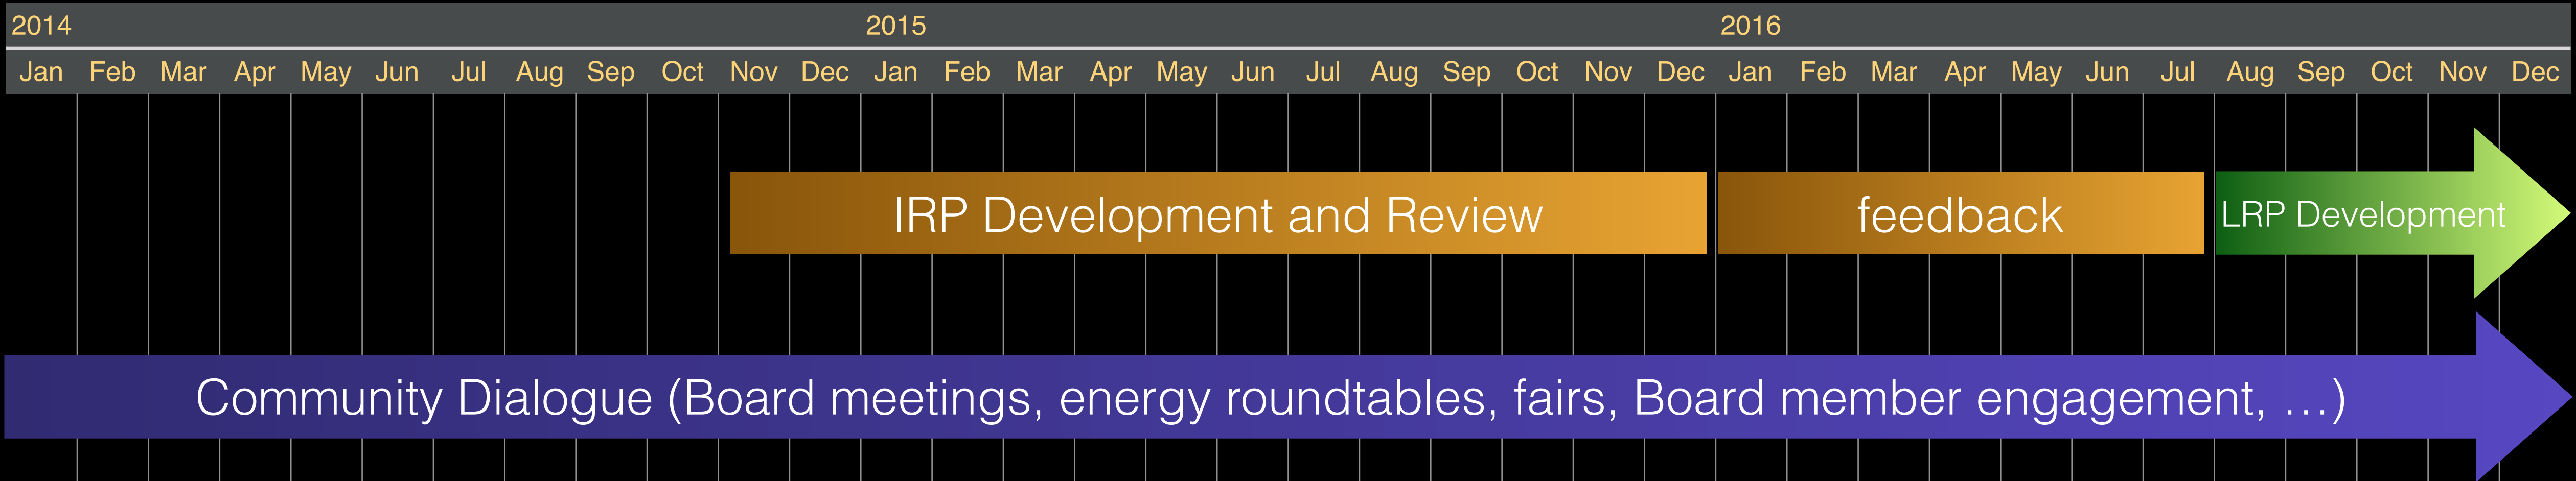 2014 2015 2016
Jan Feb Mar Apr May Jun Jul Aug Sep Oct Nov Dec Jan Feb Mar Apr May Jun Jul Aug Sep Oct Nov Dec Jan Feb Mar Apr May Jun Jul Aug Sep Oct Nov Dec
IRP Development and Review feedback LRP Development
Community Dialogue (Board meetings, energy roundtables, fairs, Board member engagement, …)